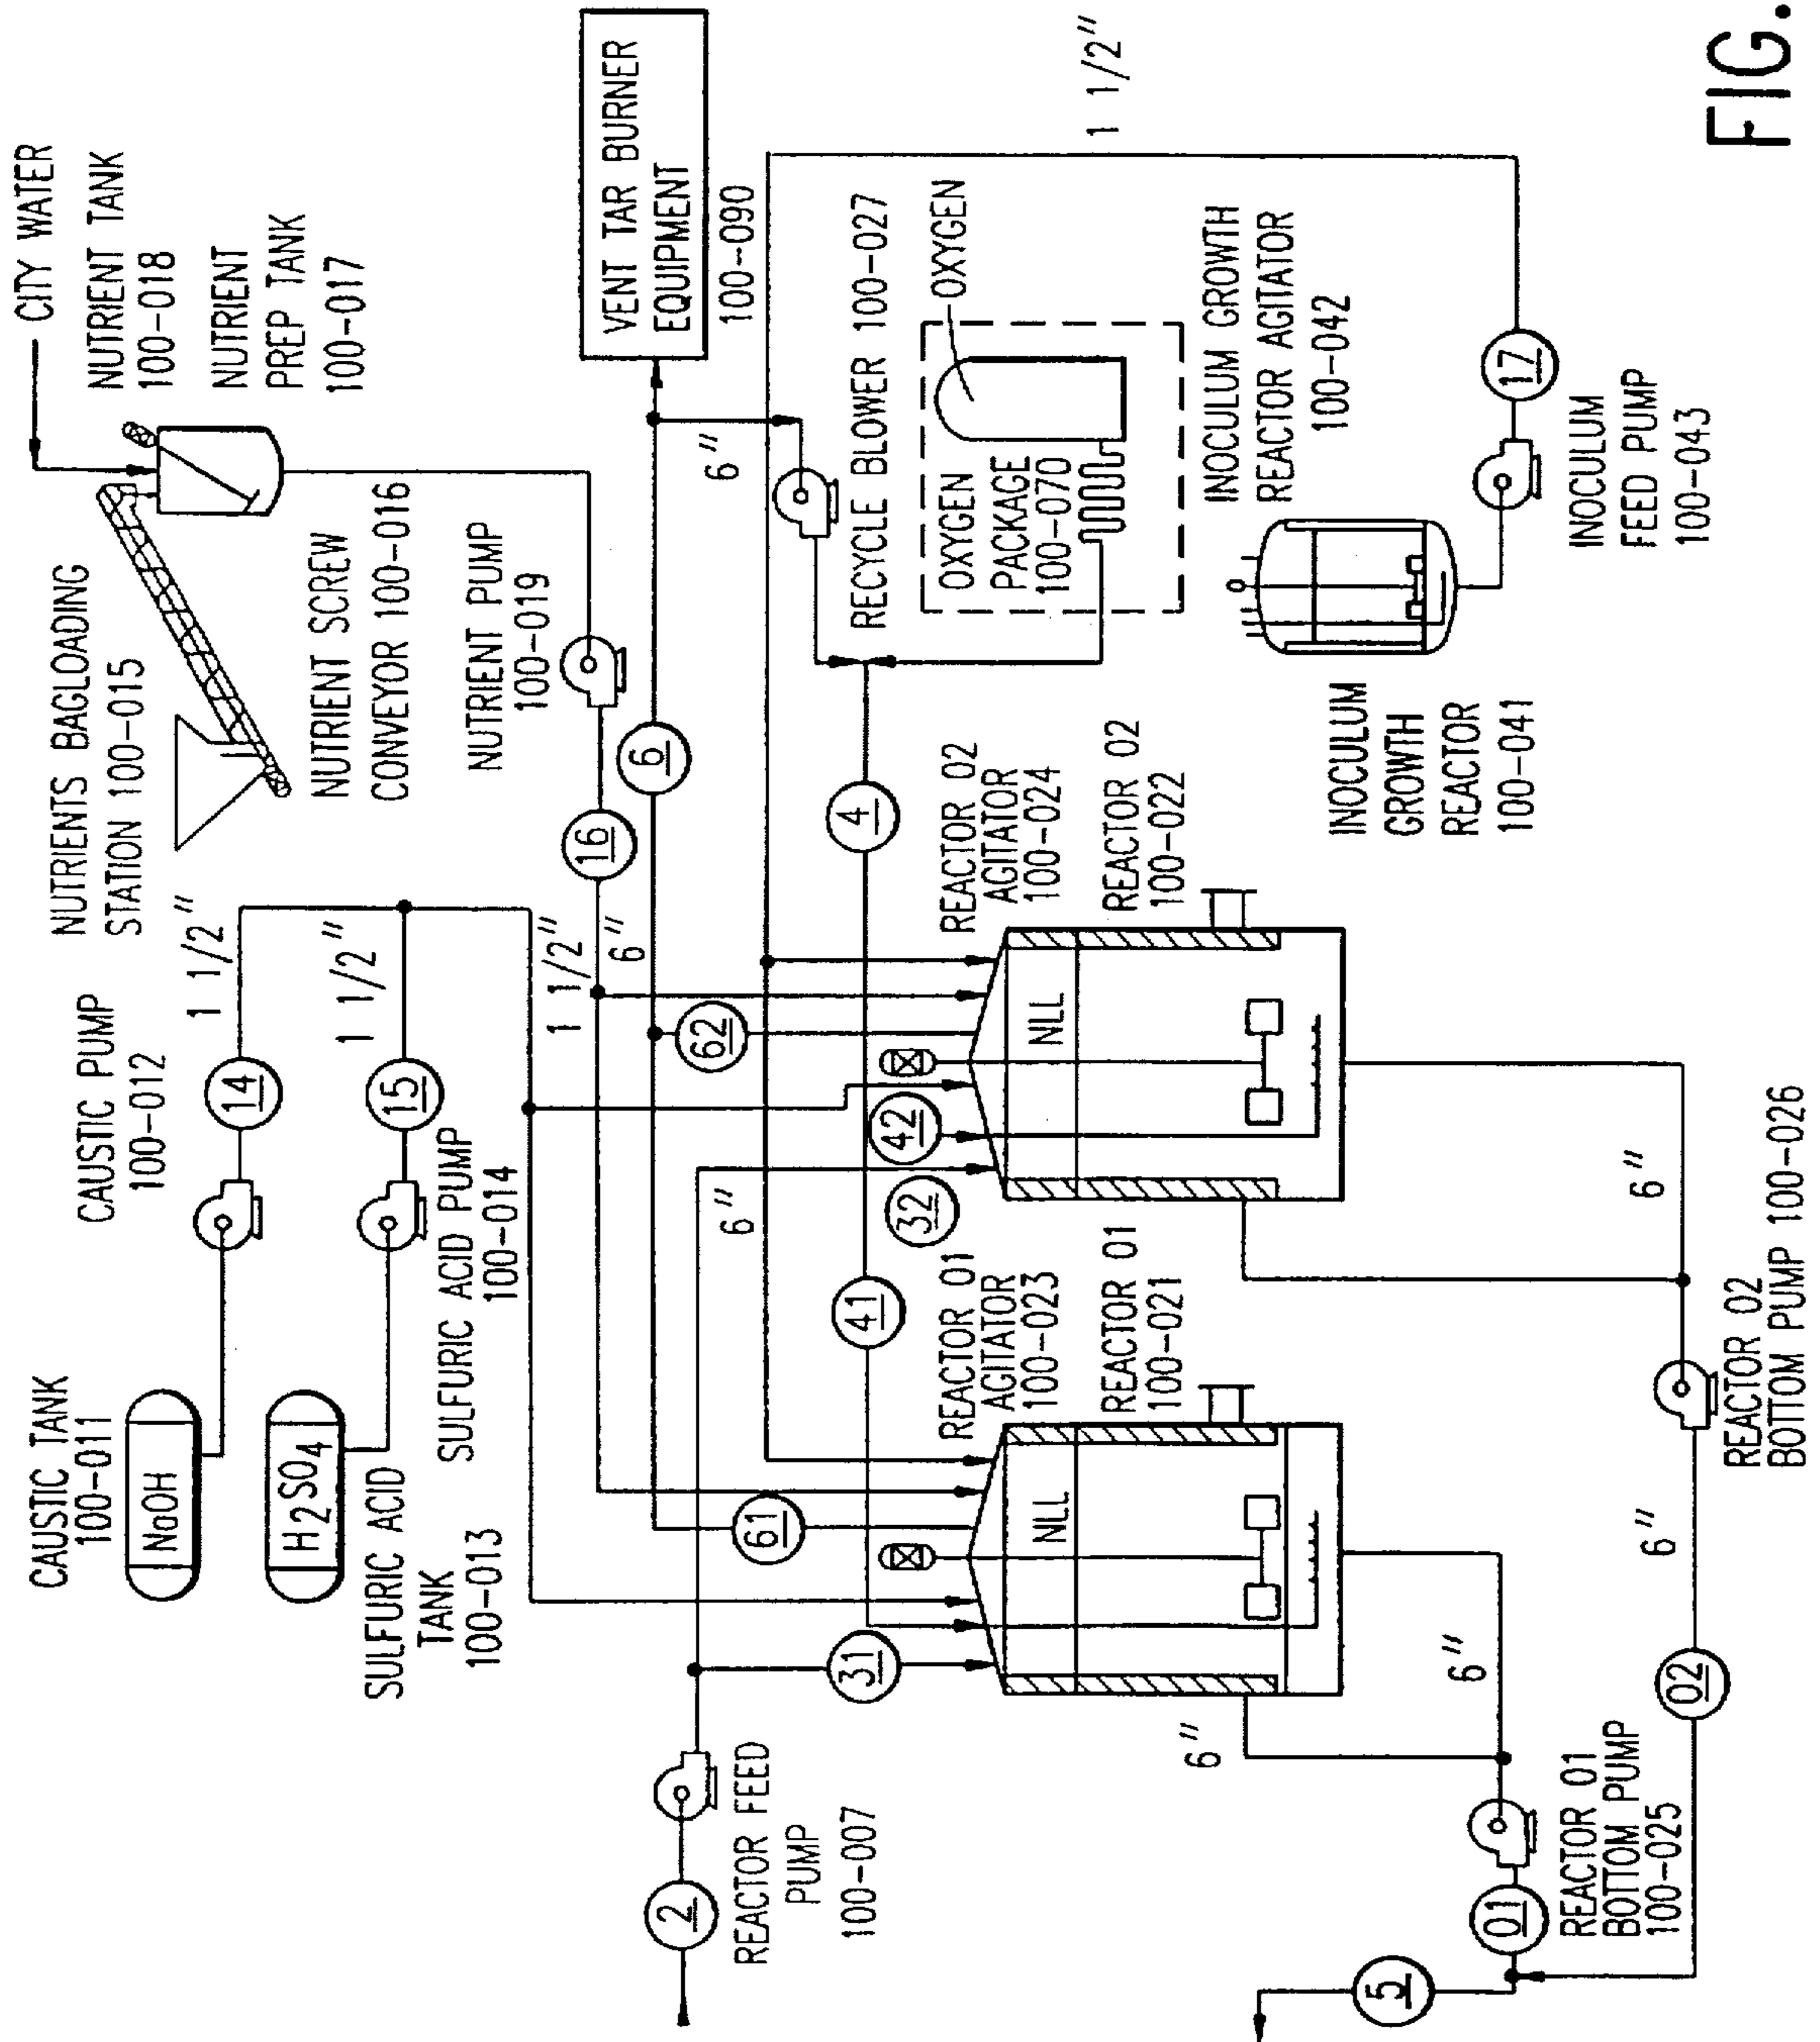 CITY WATER
NUTRIENT TANK
100-018
NUTRIENT
PREP TANK
100-017
NUTRIENTS BAGLOADING
STATION 100-015
NUTRIENT SCREW
CONVEYOR 100-016
NUTRIENT PUMP
100-019
CAUSTIC TANK
100-011
NaOH
CAUSTIC PUMP
100-012
14
1 1/2"
H2SO4
SULFURIC ACID
TANK
100-013
SULFURIC ACID PUMP
100-014
15
1 1/2"
1 1/2"
16
6"
6
VENT TAR BURNER
EQUIPMENT
100-090
6"
RECYCLE BLOWER 100-027
OXYGEN
OXYGEN
PACKAGE
100-070
1 1/2"
INOCULUM GROWTH
REACTOR AGITATOR
100-042
INOCULUM
GROWTH
REACTOR
100-041
INOCULUM
FEED PUMP
100-043
17
2
REACTOR FEED
PUMP
100-007
31
61
41
6"
32
42
62
4
REACTOR 01
AGITATOR
100-023
REACTOR 01
100-021
NLL
REACTOR 02
AGITATOR
100-024
REACTOR 02
100-022
NLL
6"
6"
6"
6"
5
01
REACTOR 01
BOTTOM PUMP
100-025
02
REACTOR 02
BOTTOM PUMP 100-026
FIG.